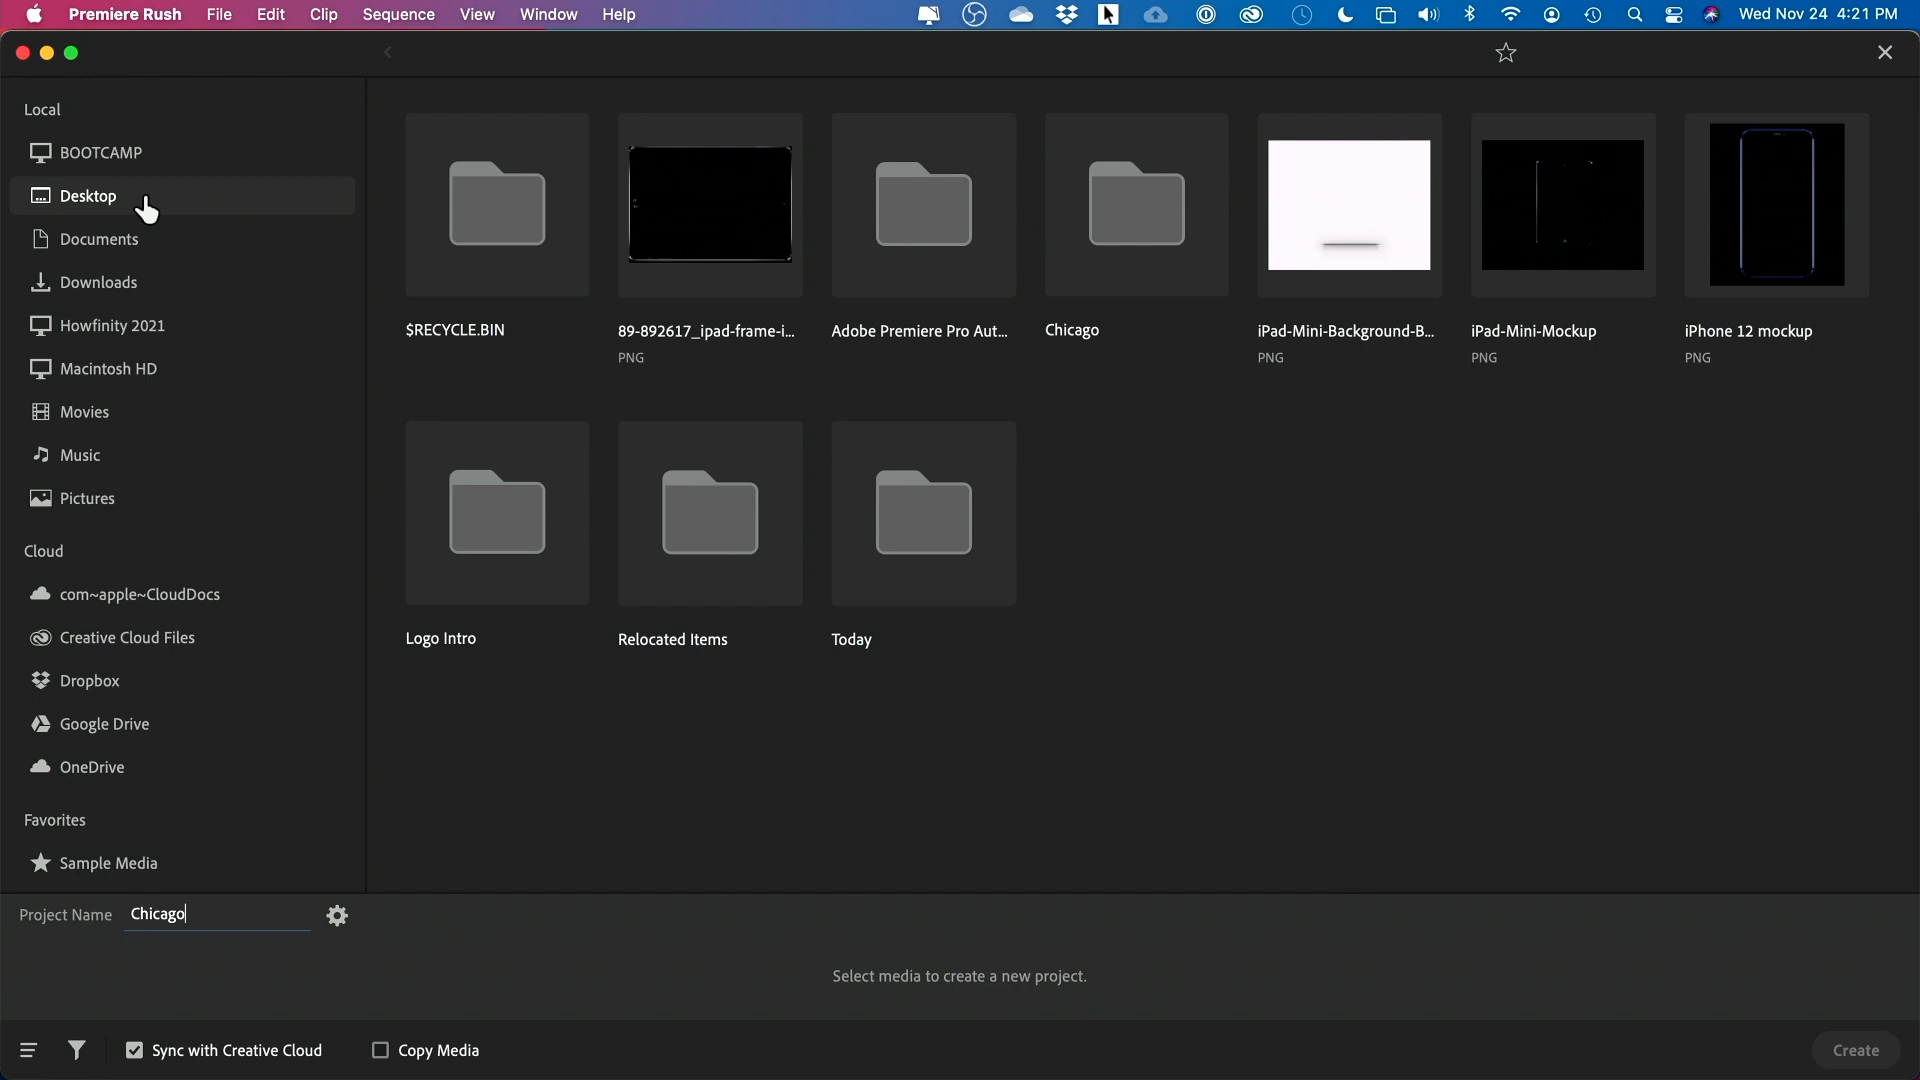 Premiere Rush File Edit Clip Sequence View Window Help Wed Nov 24 4:21 PM
Local
BOOTCAMP
Desktop
Documents
Downloads
Howfinity 2021
Macintosh HD
Movies
Music
Pictures
Cloud
com~apple~CloudDocs
Creative Cloud Files
Dropbox
Google Drive
OneDrive
Favorites
Sample Media
$RECYCLE.BIN
89-892617_ipad-frame-i...
PNG
Adobe Premiere Pro Aut...
Chicago
iPad-Mini-Background-B...
PNG
iPad-Mini-Mockup
PNG
iPhone 12 mockup
PNG
Logo Intro
Relocated Items
Today
Project Name Chicago
Select media to create a new project.
Sync with Creative Cloud Copy Media Create